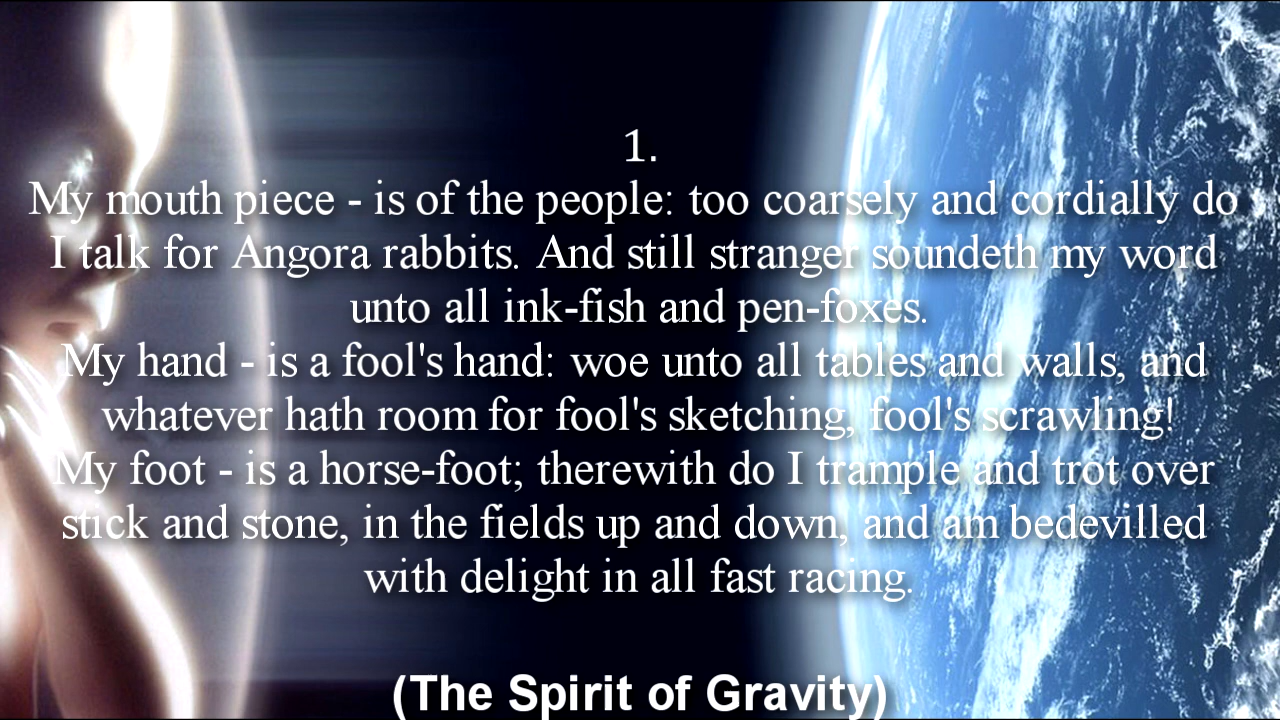 1.
My mouth piece - is of the people: too coarsely and cordially do
I talk for Angora rabbits. And still stranger soundeth my word
unto all ink-fish and pen-foxes.
My hand - is a fool's hand: woe unto all tables and walls, and
whatever hath room for fool's sketching, fool's scrawling!
My foot - is a horse-foot; therewith do I trample and trot over
stick and stone, in the fields up and down, and am bedevilled
with delight in all fast racing.
(The Spirit of Gravity)